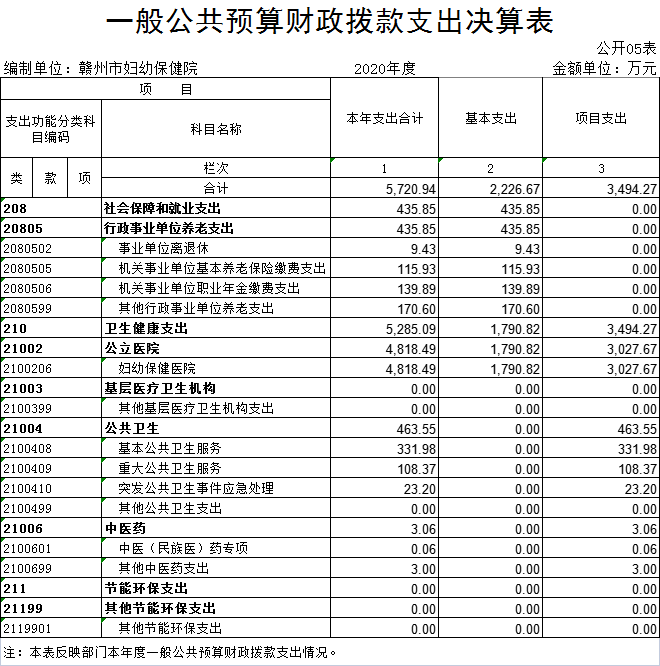 一般公共预算财政拨款支出决算表
公开05表
编制单位：赣州市妇幼保健院 2020年度 金额单位：万元
项 目 本年支出合计 基本支出 项目支出
支出功能分类科目编码 科目名称
类 款 项 栏次 1 2 3
合计 5,720.94 2,226.67 3,494.27
208 社会保障和就业支出 435.85 435.85 0.00
20805 行政事业单位养老支出 435.85 435.85 0.00
2080502 事业单位离退休 9.43 9.43 0.00
2080505 机关事业单位基本养老保险缴费支出 115.93 115.93 0.00
2080506 机关事业单位职业年金缴费支出 139.89 139.89 0.00
2080599 其他行政事业单位养老支出 170.60 170.60 0.00
210 卫生健康支出 5,285.09 1,790.82 3,494.27
21002 公立医院 4,818.49 1,790.82 3,027.67
2100206 妇幼保健医院 4,818.49 1,790.82 3,027.67
21003 基层医疗卫生机构 0.00 0.00 0.00
2100399 其他基层医疗卫生机构支出 0.00 0.00 0.00
21004 公共卫生 463.55 0.00 463.55
2100408 基本公共卫生服务 331.98 0.00 331.98
2100409 重大公共卫生服务 108.37 0.00 108.37
2100410 突发公共卫生事件应急处理 23.20 0.00 23.20
2100499 其他公共卫生支出 0.00 0.00 0.00
21006 中医药 3.06 0.00 3.06
2100601 中医（民族医）药专项 0.06 0.00 0.06
2100699 其他中医药支出 3.00 0.00 3.00
211 节能环保支出 0.00 0.00 0.00
21199 其他节能环保支出 0.00 0.00 0.00
2119901 其他节能环保支出 0.00 0.00 0.00
注：本表反映部门本年度一般公共预算财政拨款支出情况。